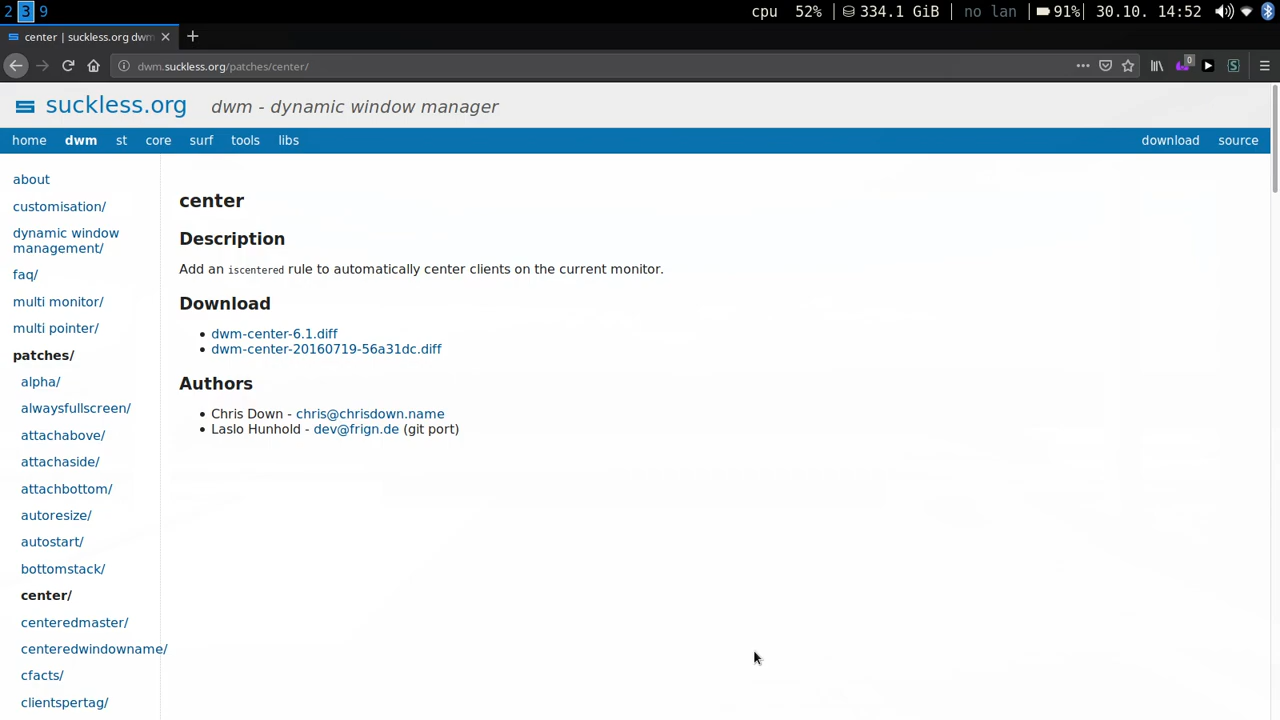 2 3 9 cpu 52% 334.1 GiB no lan 91% 30.10. 14:52
center | suckless.org dwm
dwm.suckless.org/patches/center/
0
suckless.org dwm - dynamic window manager
home dwm st core surf tools libs download source
about
customisation/
dynamic window
management/
faq/
multi monitor/
multi pointer/
patches/
alpha/
alwaysfullscreen/
attachabove/
attachaside/
attachbottom/
autoresize/
autostart/
bottomstack/
center/
centeredmaster/
centeredwindowname/
cfacts/
clientspertag/
center
Description
Add an iscentered rule to automatically center clients on the current monitor.
Download
dwm-center-6.1.diff
dwm-center-20160719-56a31dc.diff
Authors
Chris Down - chris@chrisdown.name
Laslo Hunhold - dev@frign.de (git port)